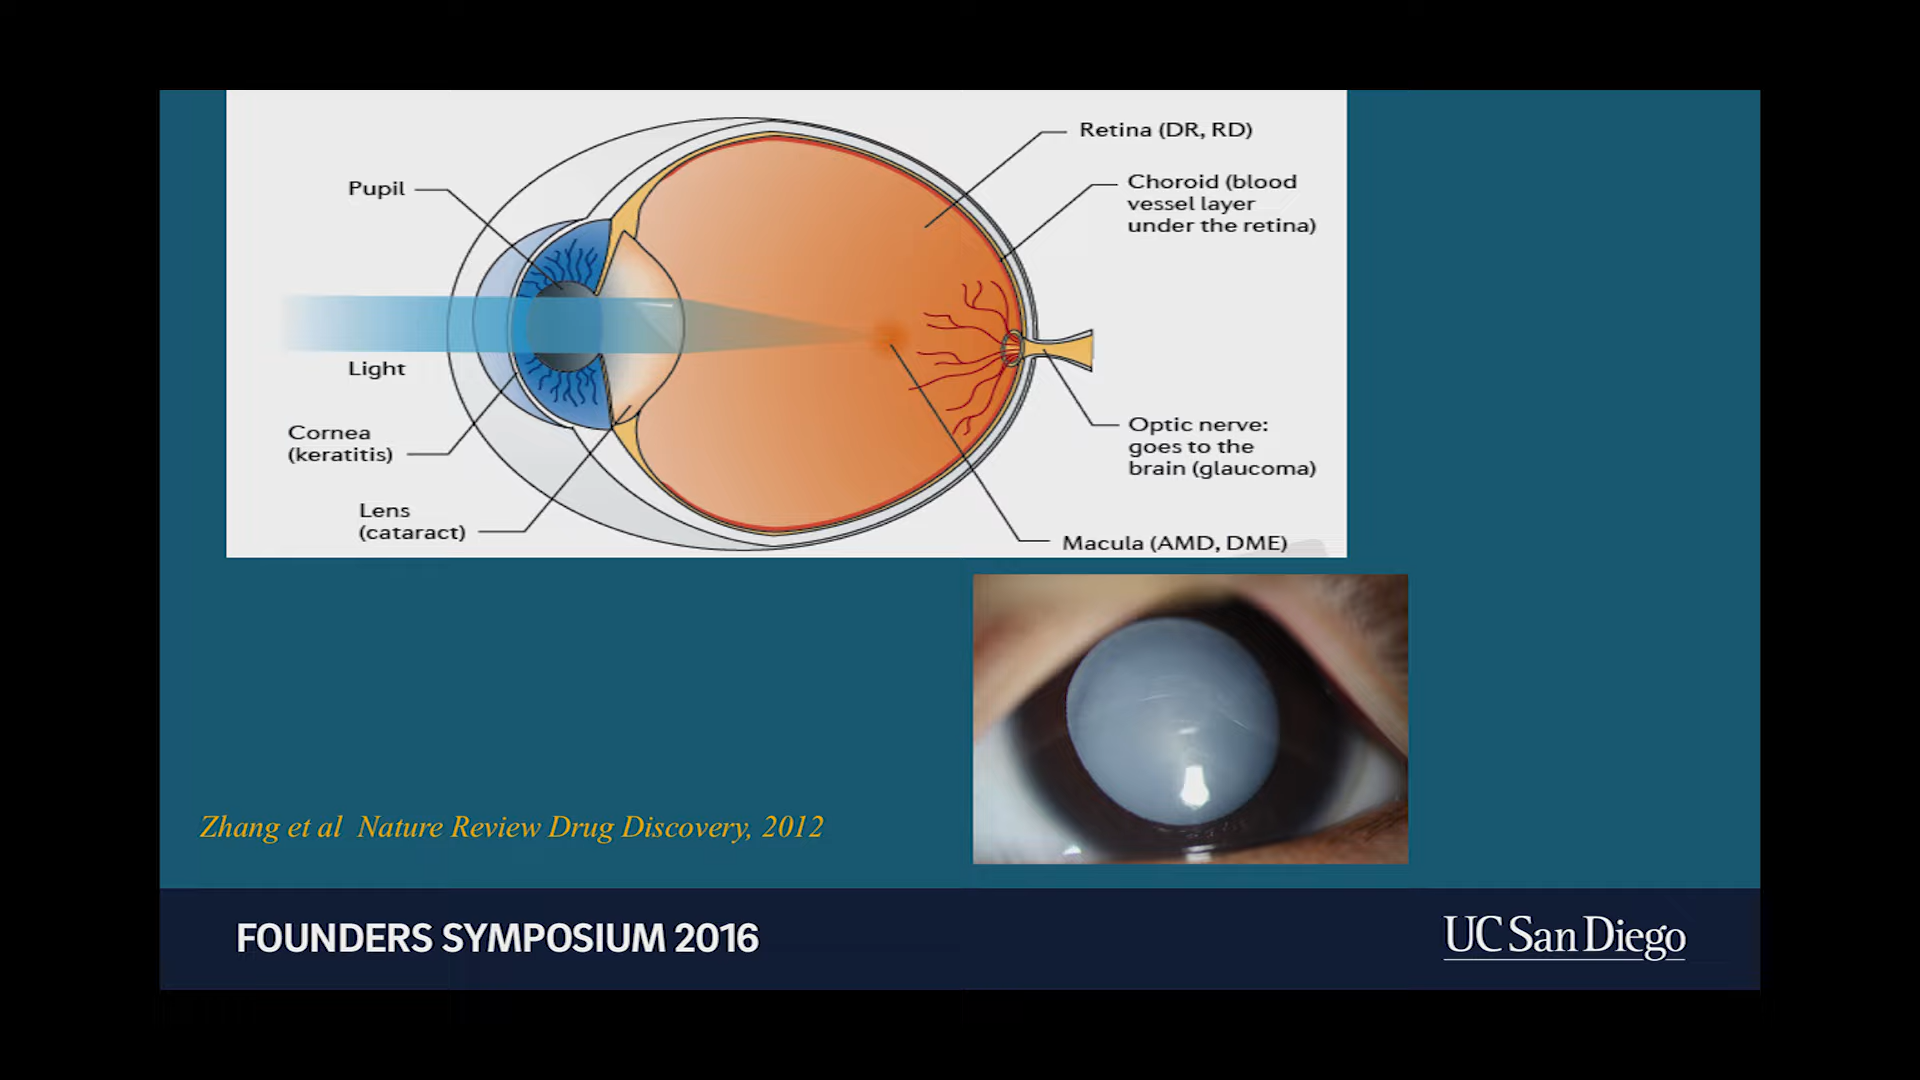 Retina (DR, RD)
Pupil
Choroid (blood
vessel layer
under the retina)
Light
Cornea
(keratitis)
Optic nerve:
goes to the
brain (glaucoma)
Lens
(cataract)
Macula (AMD, DME)
Zhang et al  Nature Review Drug Discovery, 2012
FOUNDERS SYMPOSIUM 2016
UC San Diego